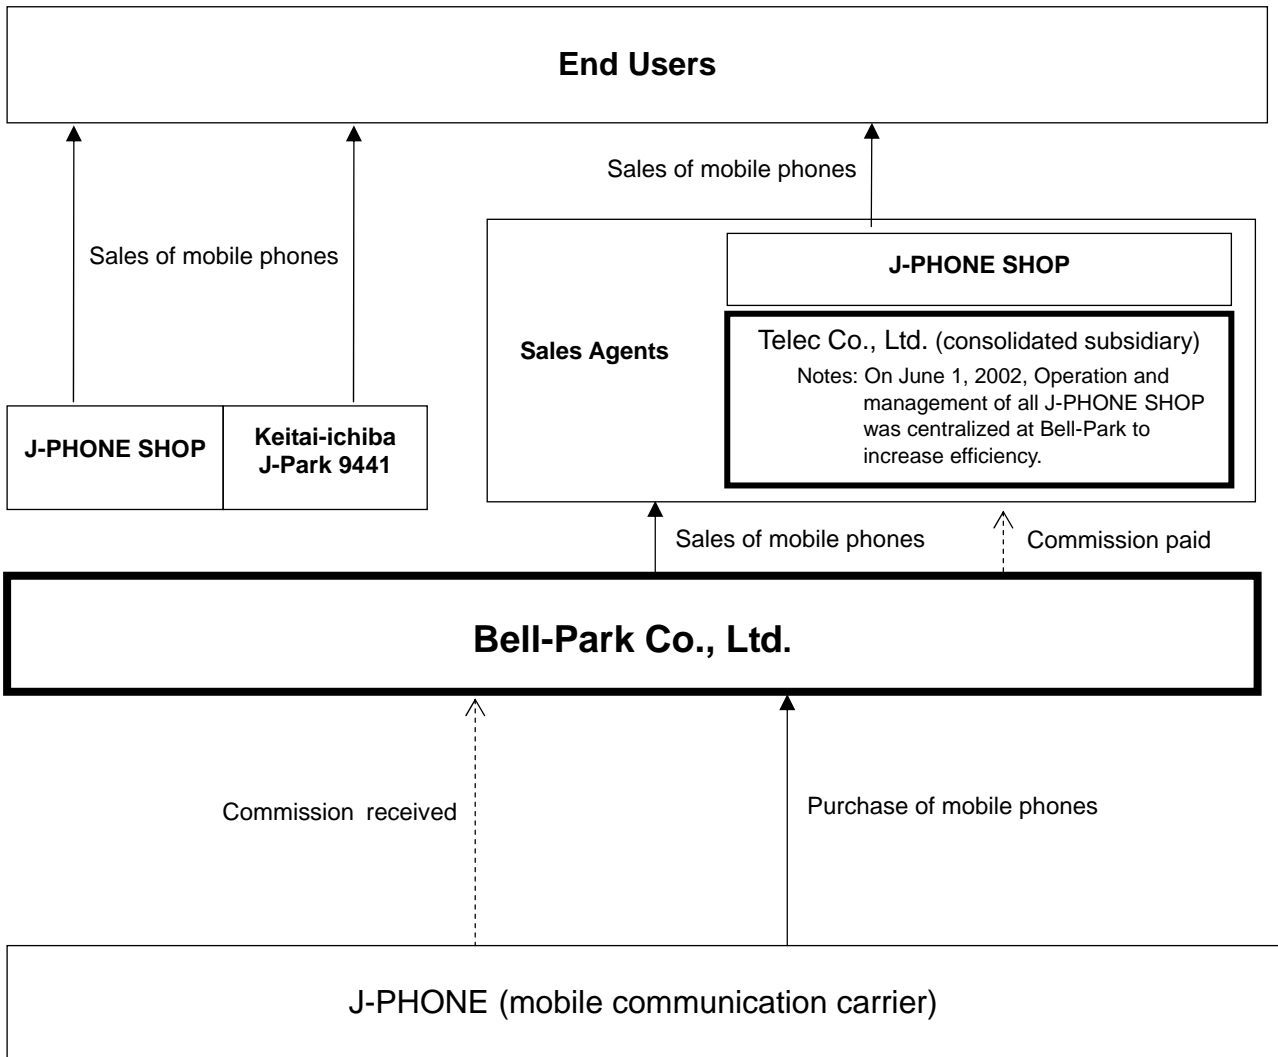 End Users
Sales of mobile phones
Sales of mobile phones
J-PHONE SHOP
Sales Agents
Telec Co., Ltd. (consolidated subsidiary)
Notes: On June 1, 2002, Operation and
management of all J-PHONE SHOP
was centralized at Bell-Park to
increase efficiency.
J-PHONE SHOP
Keitai-ichiba
J-Park 9441
Sales of mobile phones
Commission paid
Bell-Park Co., Ltd.
Commission received
Purchase of mobile phones
J-PHONE (mobile communication carrier)